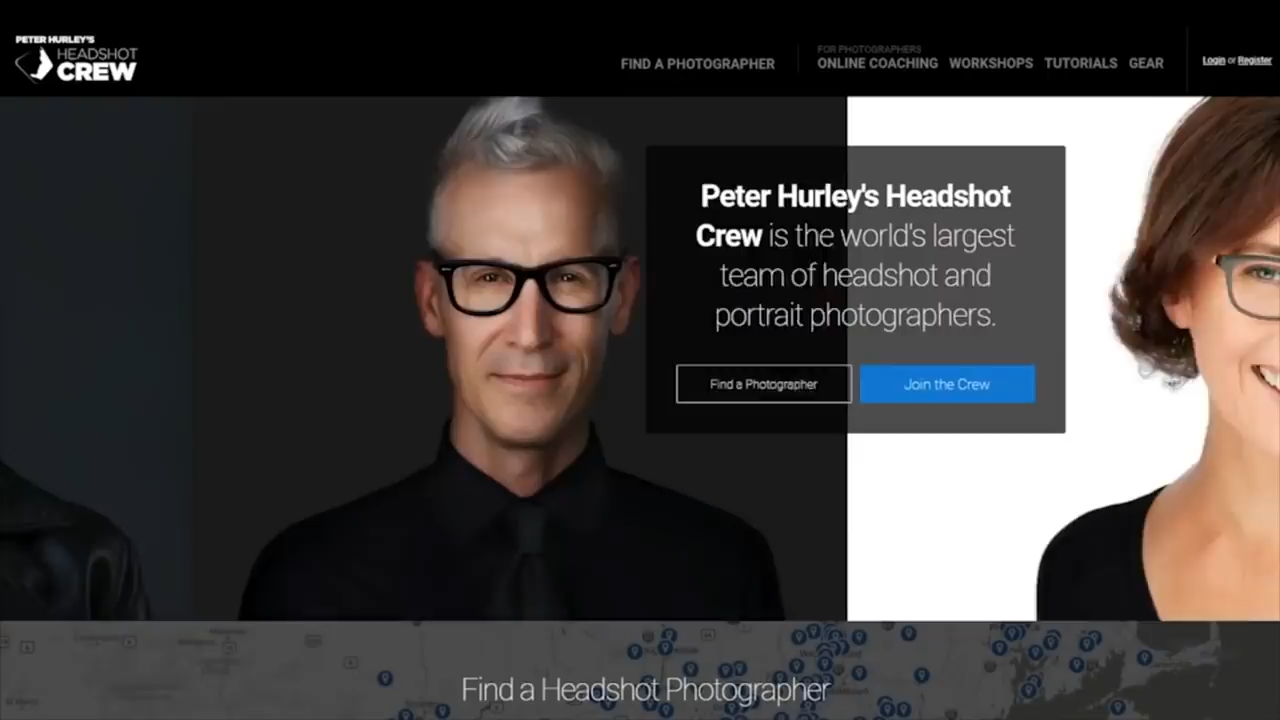 PETER HURLEY'S
HEADSHOT
CREW
FIND A PHOTOGRAPHER
FOR PHOTOGRAPHERS
ONLINE COACHING WORKSHOPS TUTORIALS GEAR
Login or Register
Peter Hurley's Headshot
Crew is the world's largest
team of headshot and
portrait photographers.
Find a Photographer
Join the Crew
Find a Headshot Photographer